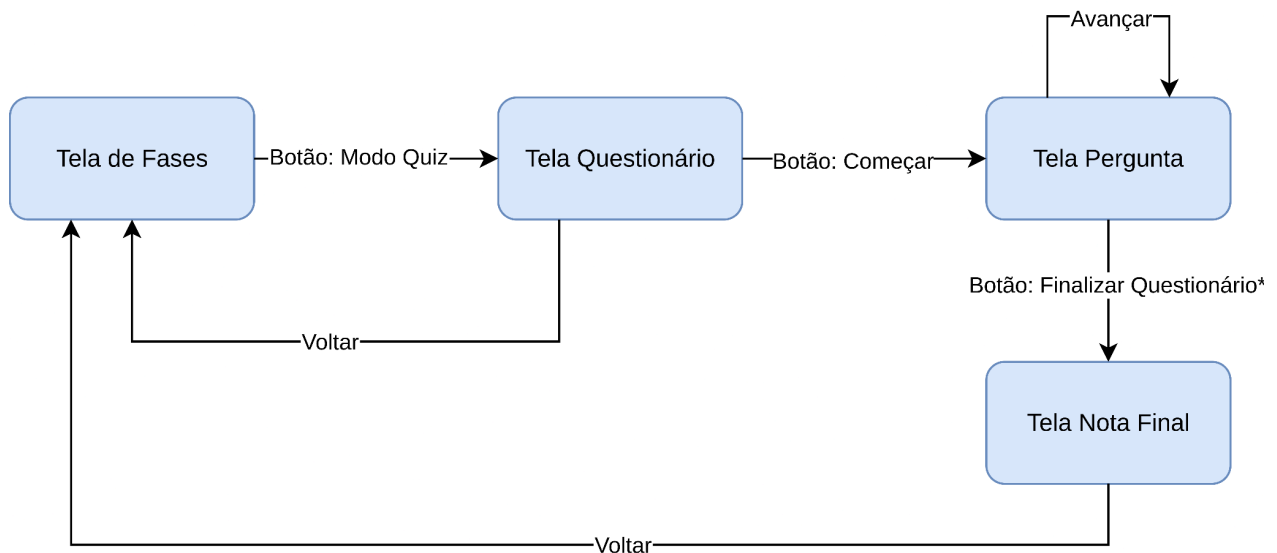 Avançar
Tela de Fases
Botão: Modo Quiz
Tela Questionário
Botão: Começar
Tela Pergunta
Botão: Finalizar Questionário*
Voltar
Tela Nota Final
Voltar